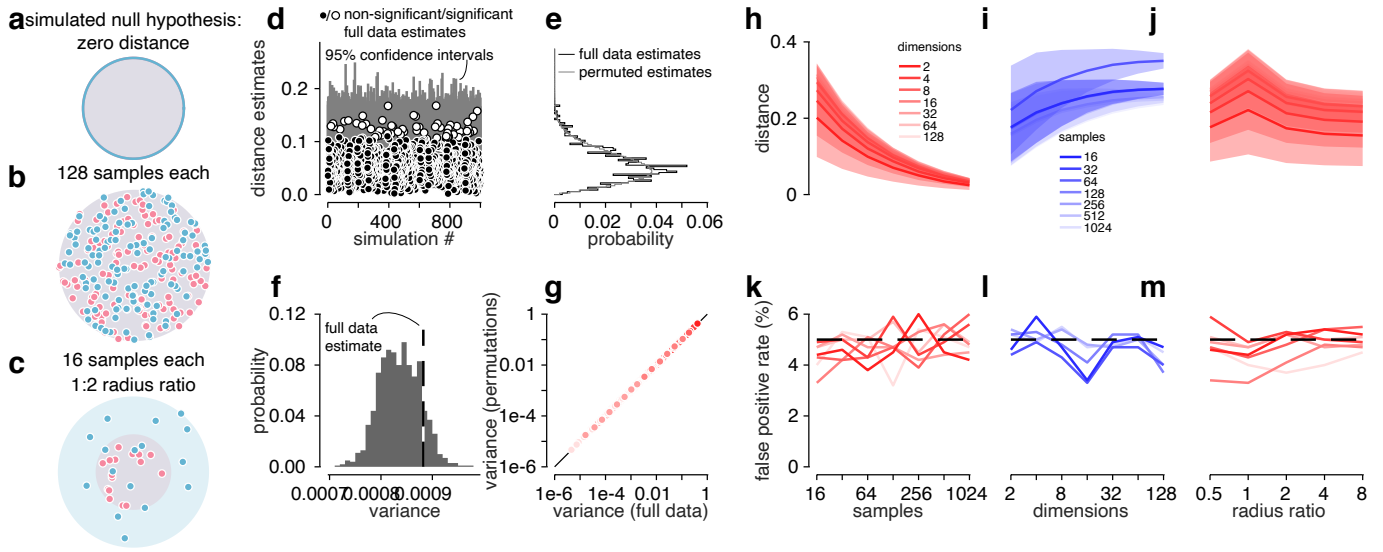 a
simulated null hypothesis:
zero distance
b
128 samples each
c
16 samples each
1:2 radius ratio
d
●/○ non-significant/significant
full data estimates
95% confidence intervals
distance estimates
0.2
0.1
0.0
0
400
800
simulation #
e
full data estimates
permuted estimates
0
0.02
0.04
0.06
probability
f
full data
estimate
probability
0.12
0.08
0.04
0.00
0.0007
0.0008
0.0009
variance
g
variance (permutations)
1
0.01
1e-4
1e-6
1e-6
1e-4
0.01
1
variance (full data)
h
distance
0.4
0.2
0
dimensions
2
4
8
16
32
64
128
i
samples
16
32
64
128
256
512
1024
j
k
false positive rate (%)
6
4
2
0
16
64
256
1024
samples
l
2
8
32
128
dimensions
m
0.5
1
2
4
8
radius ratio